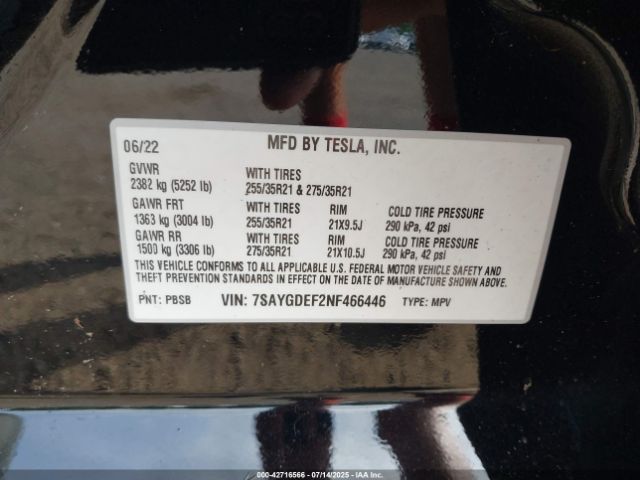 06/22 MFD BY TESLA, INC.
GVWR WITH TIRES
2382 kg (5252 lb) 255/35R21 & 275/35R21
GAWR FRT WITH TIRES RIM COLD TIRE PRESSURE
1363 kg (3004 lb) 255/35R21 21X9.5J 290 kPa, 42 psi
GAWR RR WITH TIRES RIM COLD TIRE PRESSURE
1500 kg (3306 lb) 275/35R21 21X10.5J 290 kPa, 42 psi
THIS VEHICLE CONFORMS TO ALL APPLICABLE U.S. FEDERAL MOTOR VEHICLE SAFETY AND
THEFT PREVENTION STANDARDS IN EFFECT ON THE DATE OF MANUFACTURE SHOWN ABOVE.
PNT: PBSB VIN: 7SAYGDEF2NF466446 TYPE: MPV
000-42716566 - 07/14/2025 - IAA Inc.